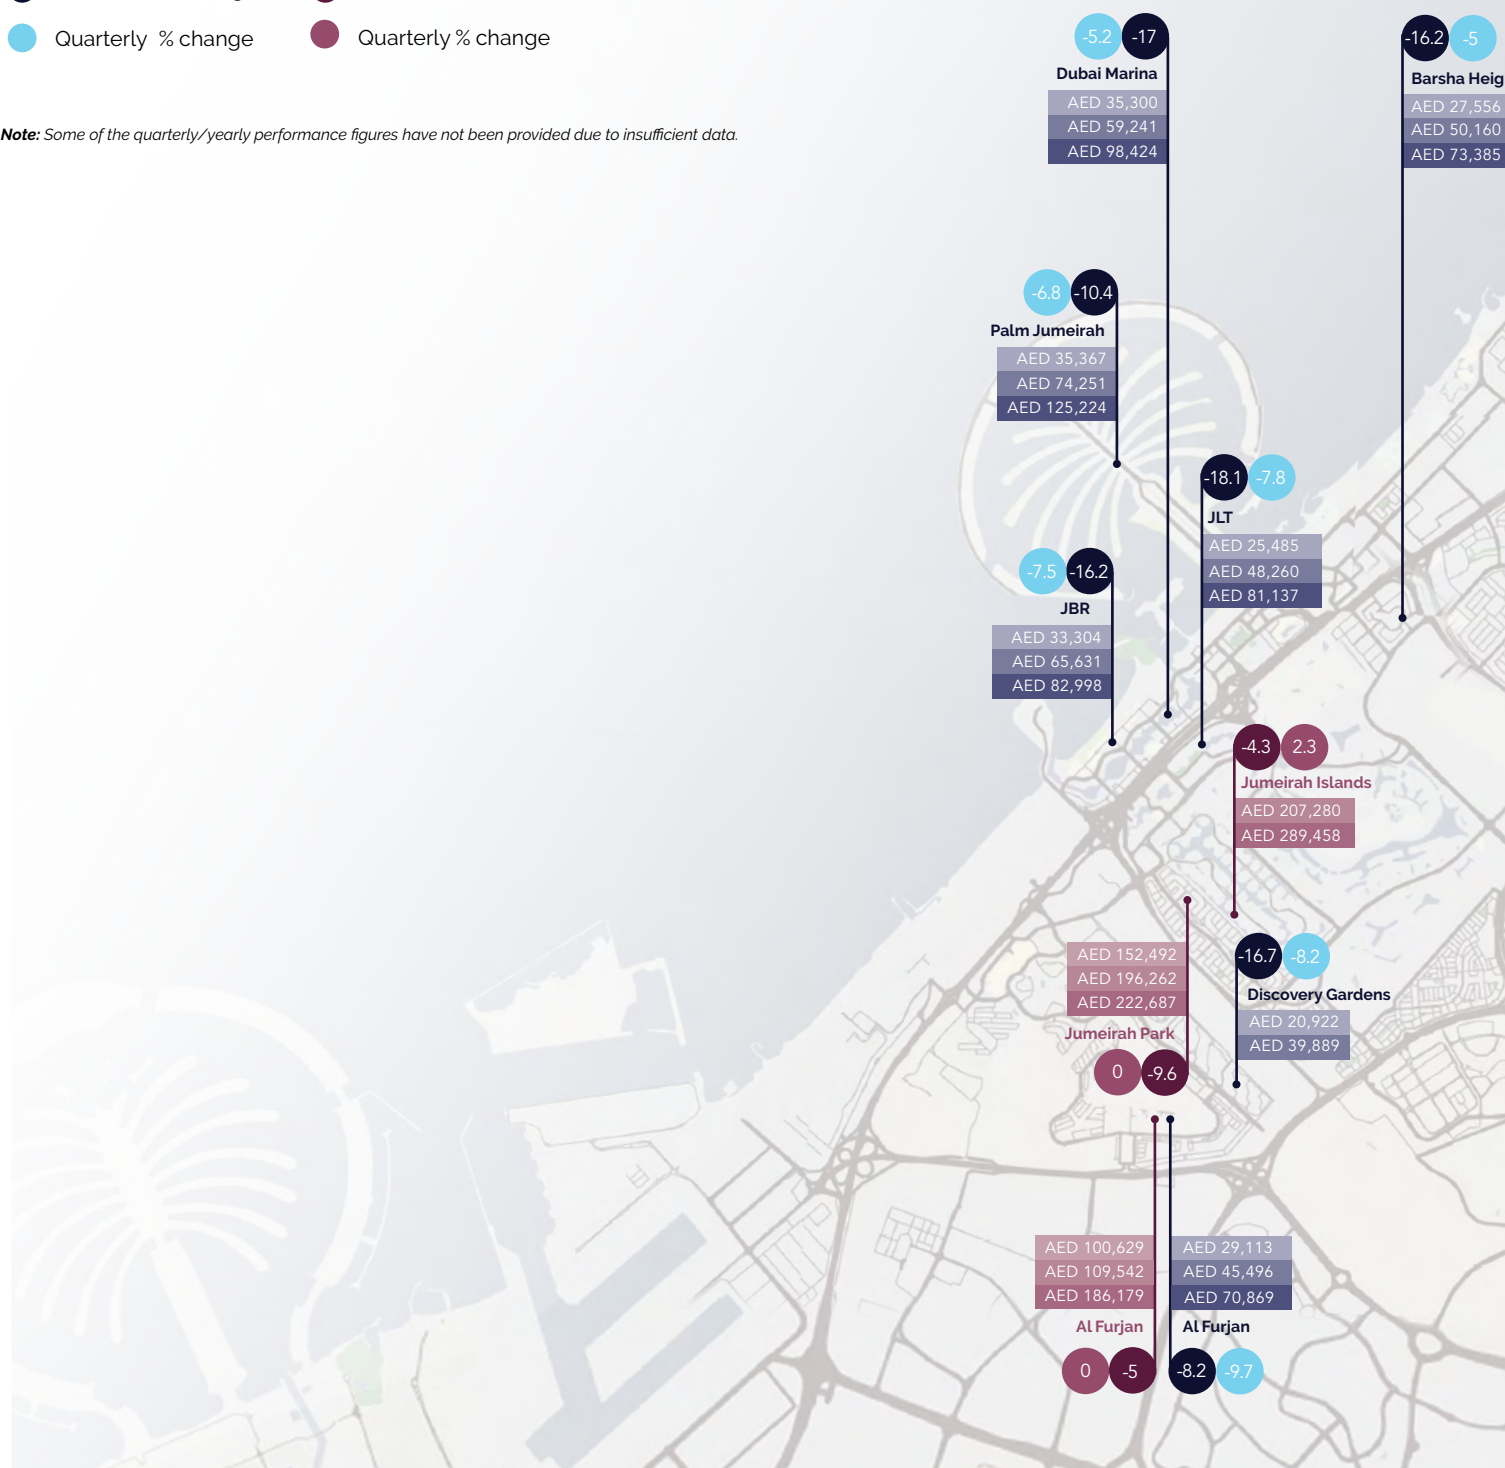 Quarterly % change
Quarterly % change
Note: Some of the quarterly/yearly performance figures have not been provided due to insufficient data.
-5.2 -17
Dubai Marina
AED 35,300
AED 59,241
AED 98,424
-16.2 -5
Barsha Heig
AED 27,556
AED 50,160
AED 73,385
-6.8 -10.4
Palm Jumeirah
AED 35,367
AED 74,251
AED 125,224
-18.1 -7.8
JLT
AED 25,485
AED 48,260
AED 81,137
-7.5 -16.2
JBR
AED 33,304
AED 65,631
AED 82,998
-4.3 2.3
Jumeirah Islands
AED 207,280
AED 289,458
AED 152,492
AED 196,262
AED 222,687
Jumeirah Park
0 -9.6
-16.7 -8.2
Discovery Gardens
AED 20,922
AED 39,889
AED 100,629
AED 109,542
AED 186,179
Al Furjan
0 -5
AED 29,113
AED 45,496
AED 70,869
Al Furjan
-8.2 -9.7